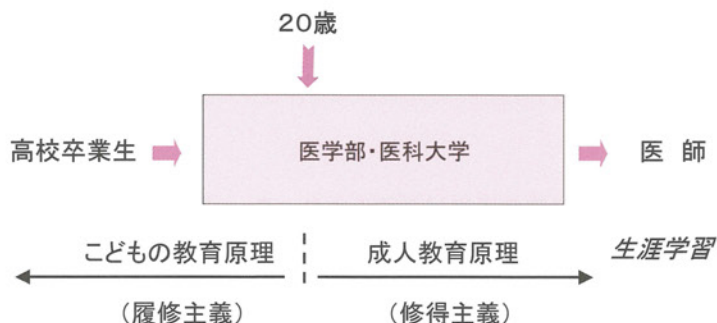 20歳
高校卒業生
医学部・医科大学
医 師
こどもの教育原理
成人教育原理
生涯学習
（履修主義）
（修得主義）